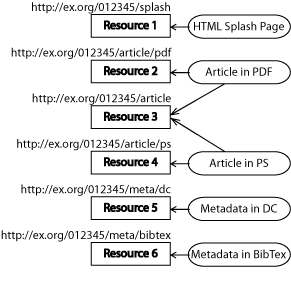 http://ex.org/012345/splash
Resource 1
HTML Splash Page
http://ex.org/012345/article/pdf
Resource 2
Article in PDF
http://ex.org/012345/article
Resource 3
http://ex.org/012345/article/ps
Resource 4
Article in PS
http://ex.org/012345/meta/dc
Resource 5
Metadata in DC
http://ex.org/012345/meta/bibtex
Resource 6
Metadata in BibTex